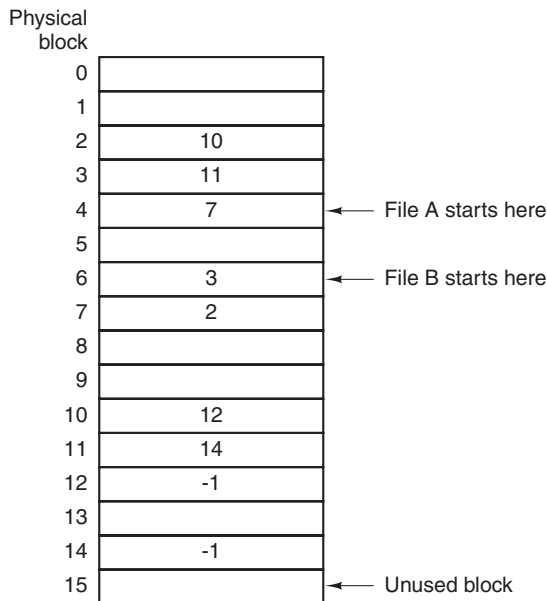 Physical
block
0
1
2 10
3 11
4 7 File A starts here
5
6 3 File B starts here
7 2
8
9
10 12
11 14
12 -1
13
14 -1
15 Unused block